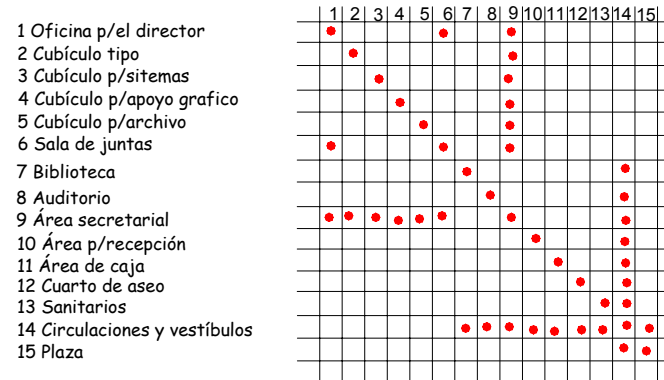 1 2 3 4 5 6 7 8 9 10 11 12 13 14 15
1 Oficina p/el director
2 Cubículo tipo
3 Cubículo p/sitemas
4 Cubículo p/apoyo grafico
5 Cubículo p/archivo
6 Sala de juntas
7 Biblioteca
8 Auditorio
9 Área secretarial
10 Área p/recepción
11 Área de caja
12 Cuarto de aseo
13 Sanitarios
14 Circulaciones y vestíbulos
15 Plaza